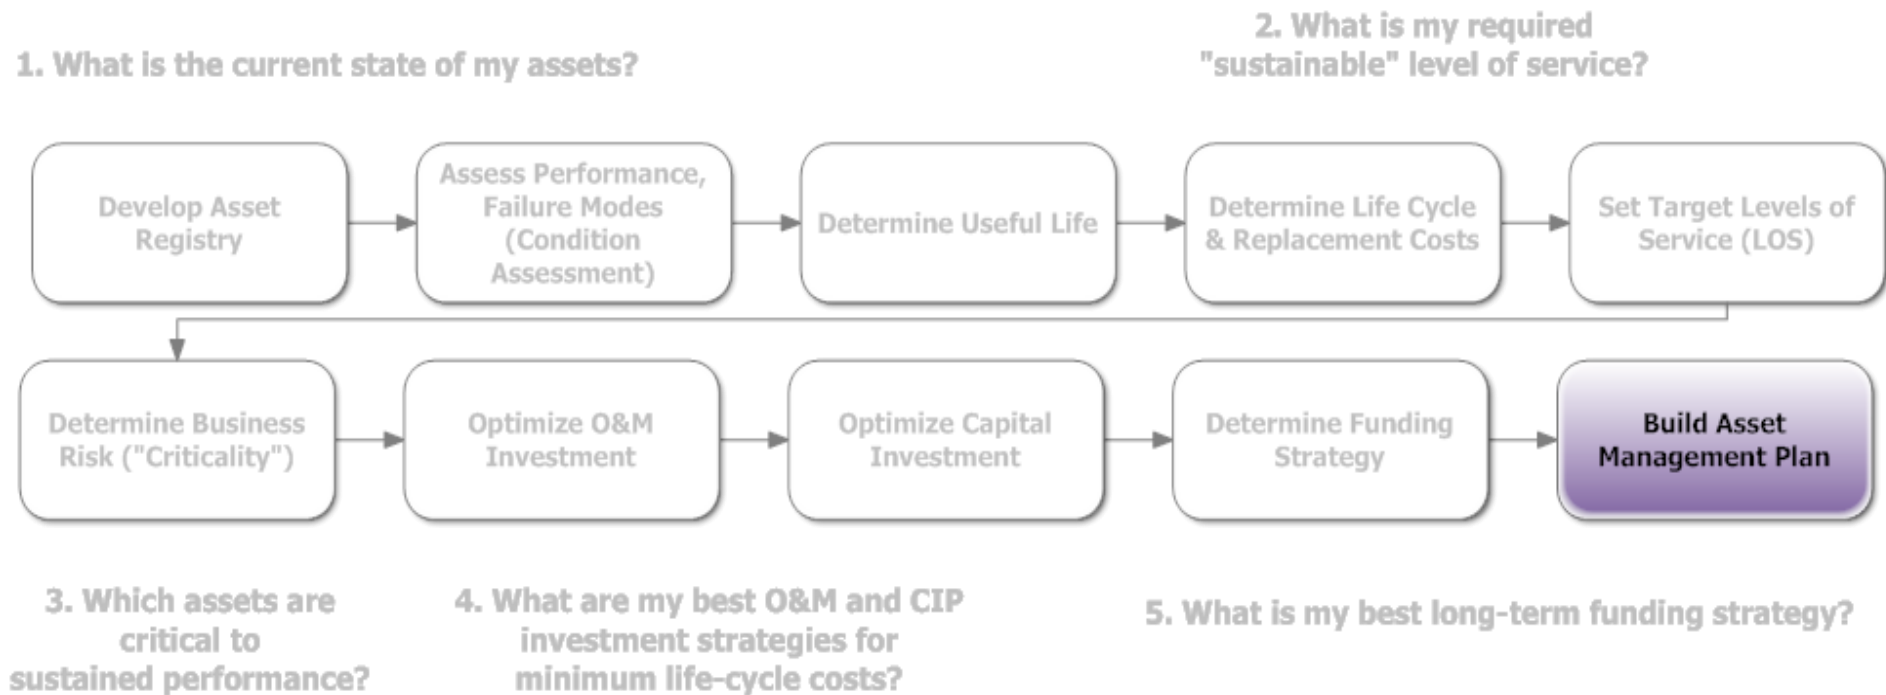 1. What is the current state of my assets?
2. What is my required
"sustainable" level of service?
Develop Asset
Registry
Assess Performance,
Failure Modes
(Condition
Assessment)
Determine Useful Life
Determine Life Cycle
& Replacement Costs
Set Target Levels of
Service (LOS)
Determine Business
Risk ("Criticality")
Optimize O&M
Investment
Optimize Capital
Investment
Determine Funding
Strategy
Build Asset
Management Plan
3. Which assets are
critical to
sustained performance?
4. What are my best O&M and CIP
investment strategies for
minimum life-cycle costs?
5. What is my best long-term funding strategy?